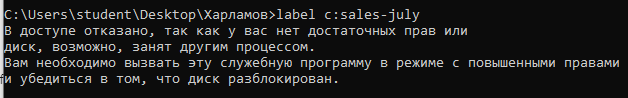 C:\Users\student\Desktop\Харламов>label c:sales-july
В доступе отказано, так как у вас нет достаточных прав или
диск, возможно, занят другим процессом.
Вам необходимо вызвать эту служебную программу в режиме с повышенными правами
и убедиться в том, что диск разблокирован.